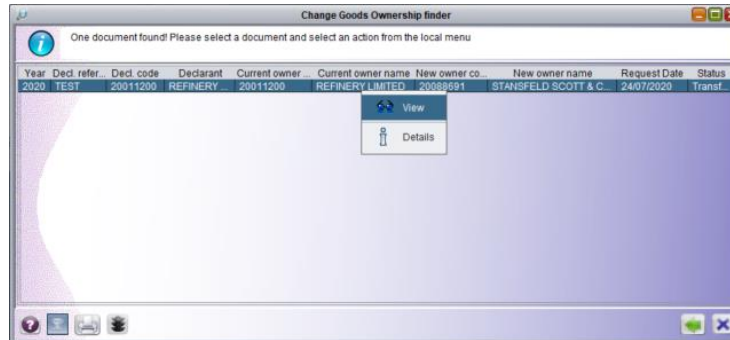 Change Goods Ownership finder
One document found! Please select a document and select an action from the local menu
Year Decl. refer... Decl. code Declarant Current owner ... Current owner name New owner co... New owner name Request Date Status
2020 TEST 20011200 REFINERY ... 20011200 REFINERY LIMITED 20088691 STANSFELD SCOTT & C... 24/07/2020 Transf...
View
Details